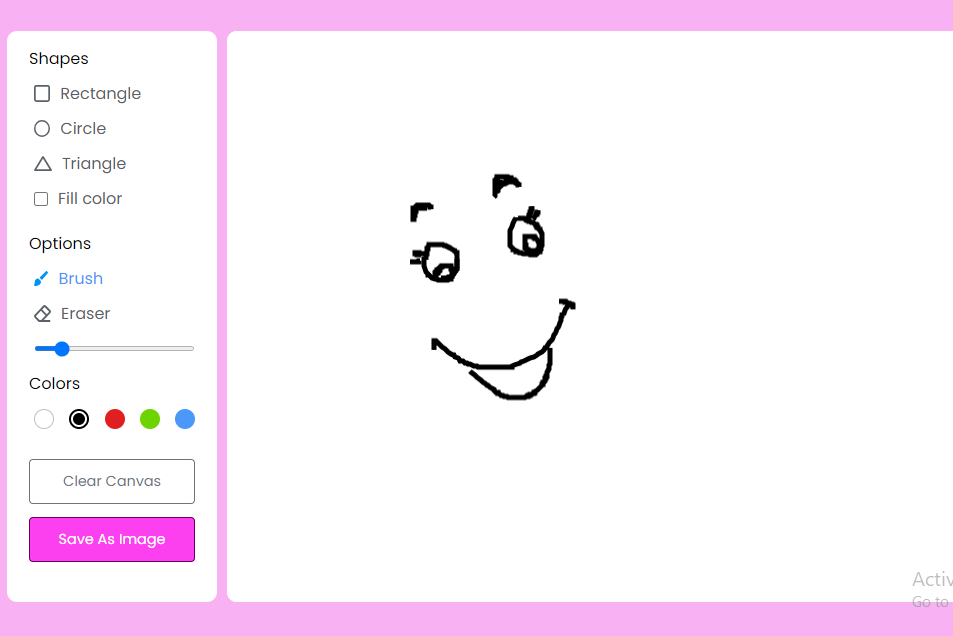 Shapes
Rectangle
Circle
Triangle
Fill color
Options
Brush
Eraser
Colors
Clear Canvas
Save As Image
Activ
Go to